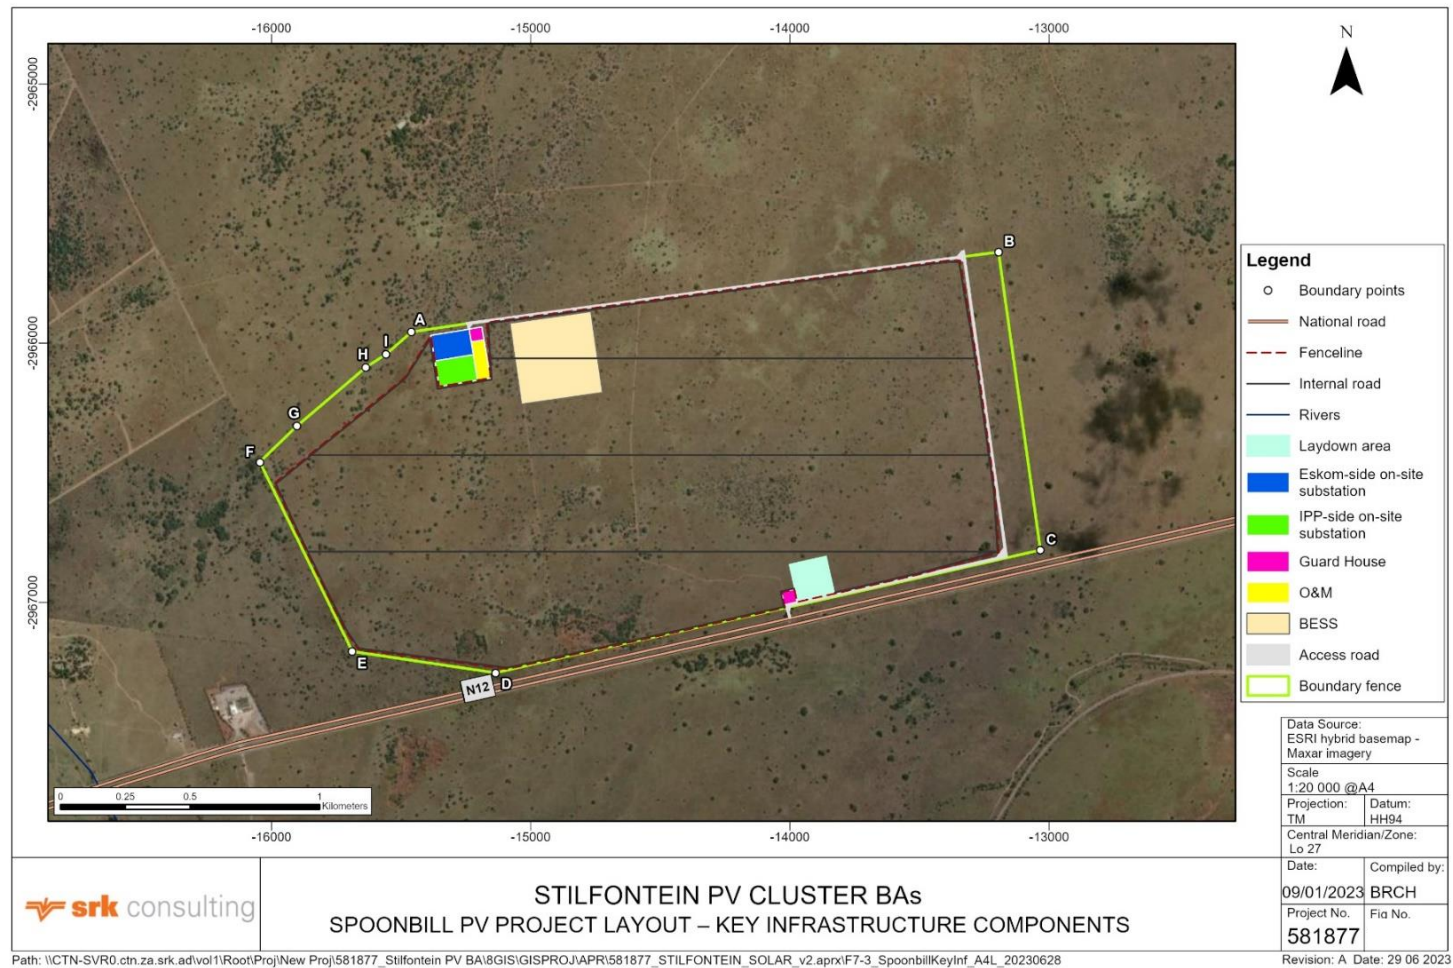 -16000
-15000
-14000
-13000
N
-2965000
-2966000
-2967000
B
A
I
H
G
F
C
E
D
N12
Legend
Boundary points
National road
Fenceline
Internal road
Rivers
Laydown area
Eskom-side on-site
substation
IPP-side on-site
substation
Guard House
O&M
BESS
Access road
Boundary fence
0
0.25
0.5
1
Kilometers
-16000
-15000
-14000
-13000
Data Source:
ESRI hybrid basemap -
Maxar imagery
Scale
1:20 000 @A4
Projection:
TM
Datum:
HH94
Central Meridian/Zone:
Lo 27
Date:
09/01/2023
Compiled by:
BRCH
Project No.
581877
Fig No.
srk consulting
STILFONTEIN PV CLUSTER BAs
SPOONBILL PV PROJECT LAYOUT – KEY INFRASTRUCTURE COMPONENTS
Path: \\CTN-SVR0.ctn.za.srk.ad\vol1\Root\Proj\New Proj\581877_Stilfontein PV BA\8GIS\GISPROJ\APR\581877_STILFONTEIN_SOLAR_v2.aprx\F7-3_SpoonbillKeyInf_A4L_20230628
Revision: A Date: 29 06 2023